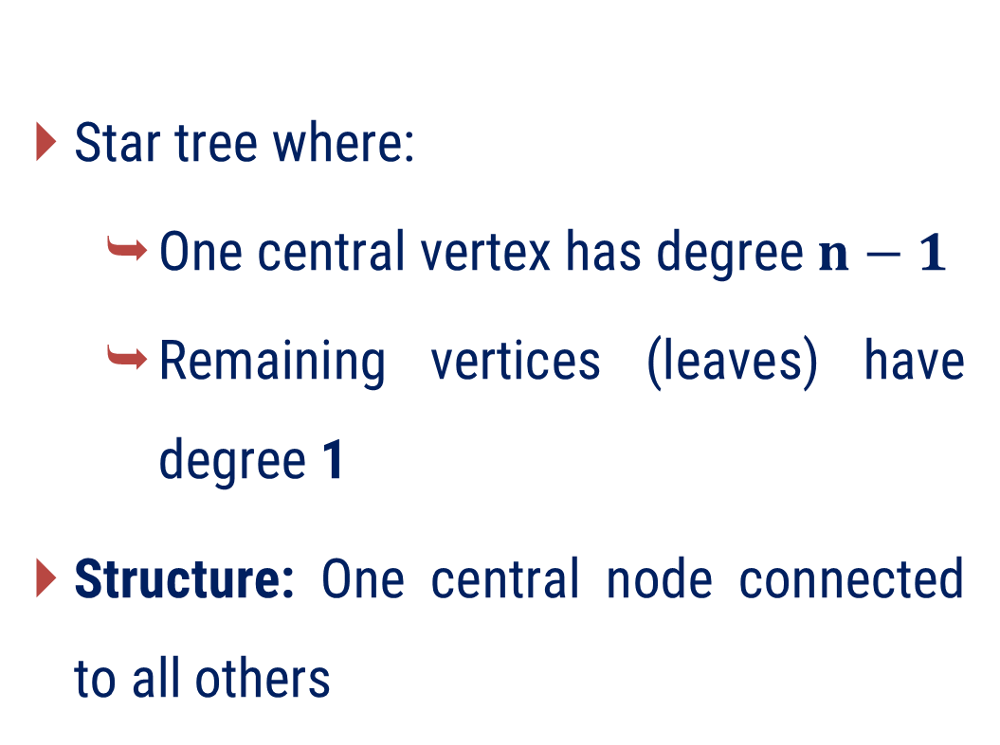 Star tree where:
One central vertex has degree n − 1
Remaining vertices (leaves) have
degree 1
Structure: One central node connected
to all others